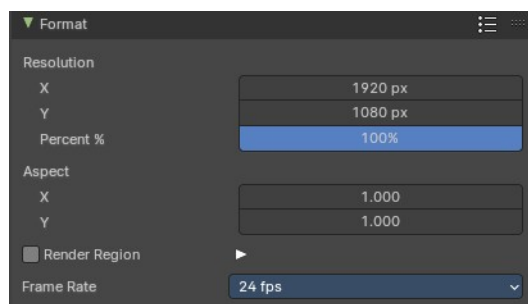 Format
Resolution
X 1920 px
Y 1080 px
Percent % 100%
Aspect
X 1.000
Y 1.000
Render Region
Frame Rate 24 fps